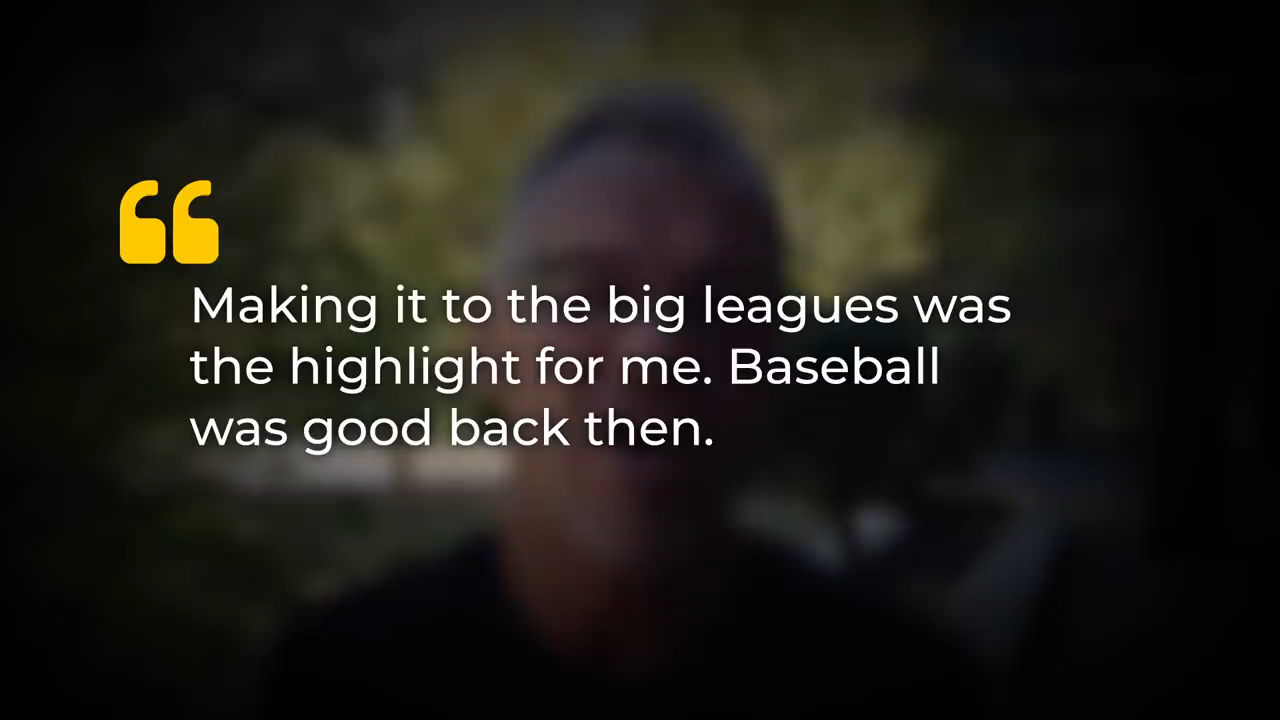 “
Making it to the big leagues was
the highlight for me. Baseball
was good back then.